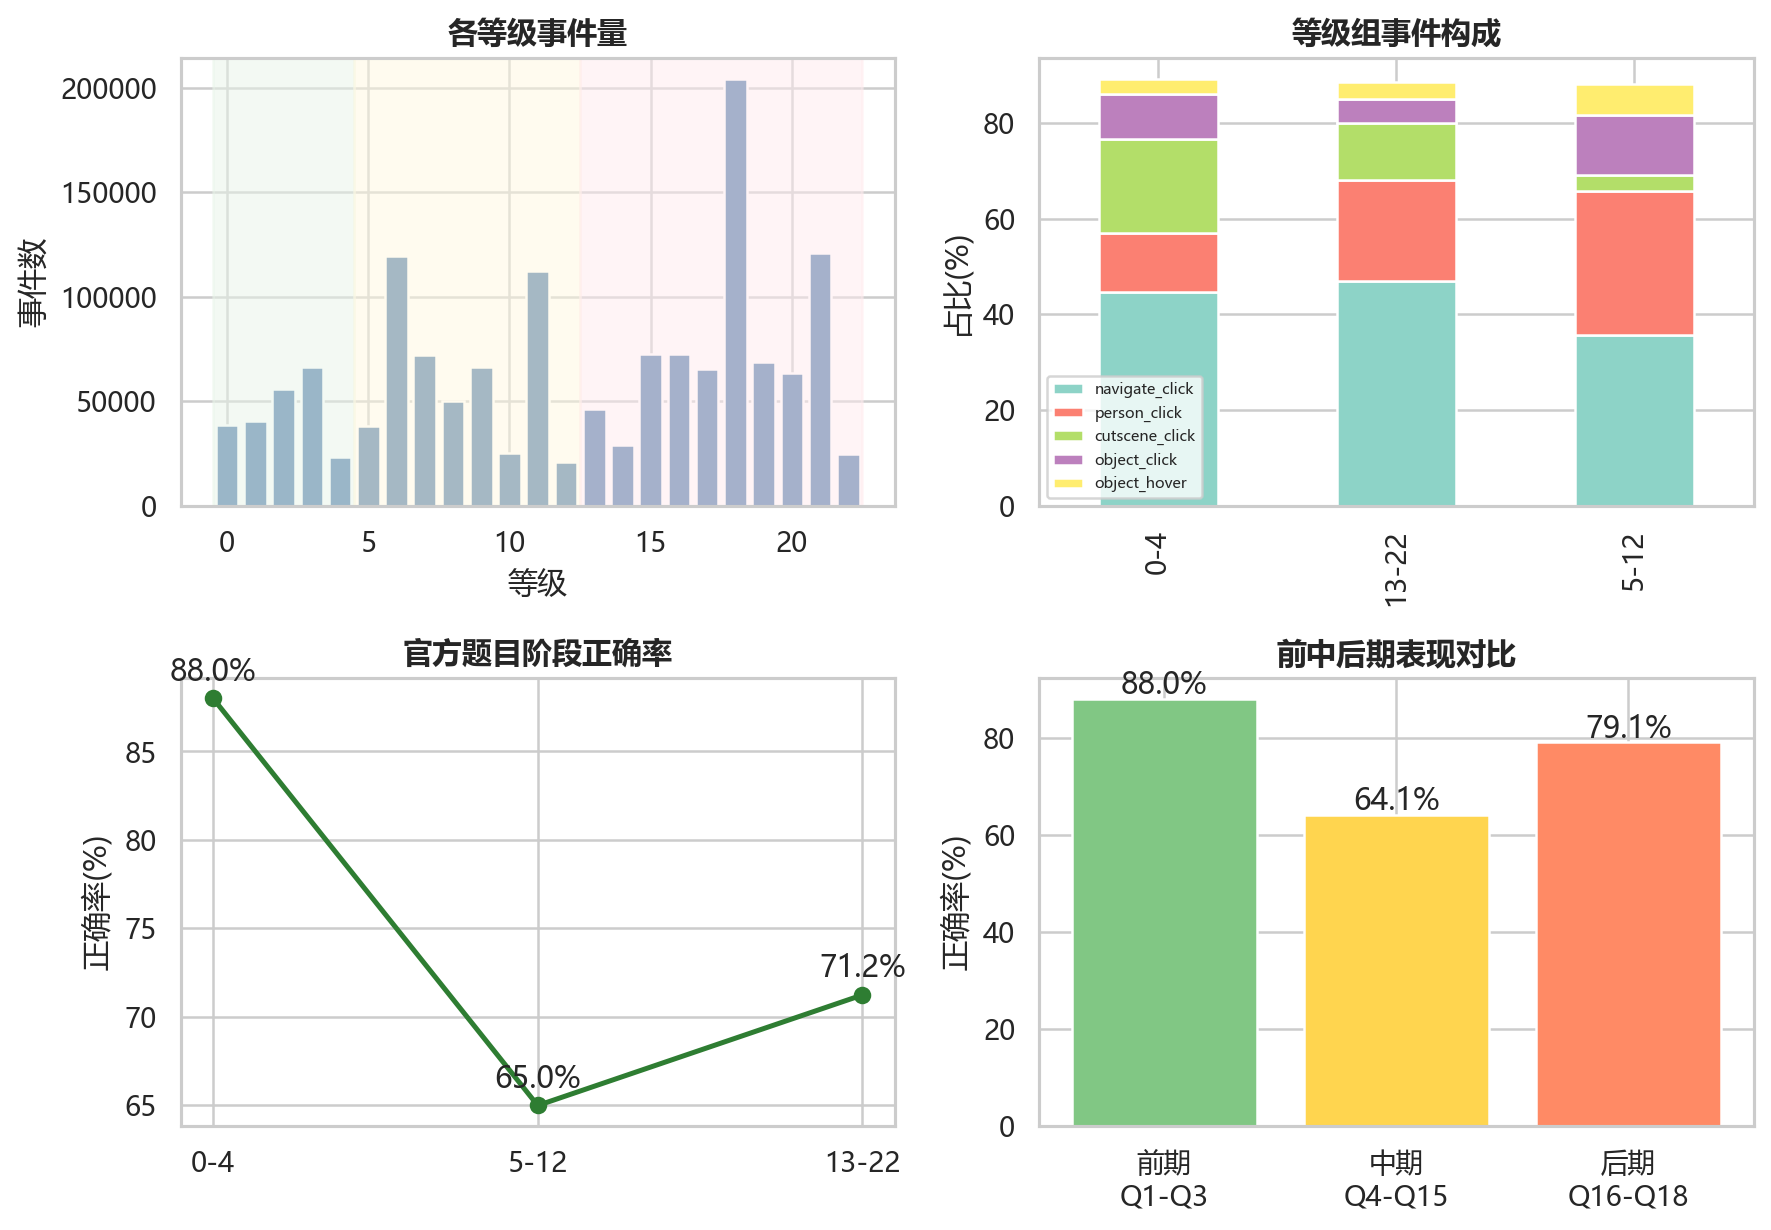 各等级事件量
200000
150000
100000
50000
0
事件数
0 5 10 15 20
等级
等级组事件构成
80
60
40
20
0
占比(%)
navigate_click
person_click
cutscene_click
object_click
object_hover
0-4 13-22 5-12
官方题目阶段正确率
88.0%
65.0%
71.2%
85
80
75
70
65
正确率(%)
0-4 5-12 13-22
前中后期表现对比
88.0%
64.1%
79.1%
80
60
40
20
0
正确率(%)
前期 中期 后期
Q1-Q3 Q4-Q15 Q16-Q18